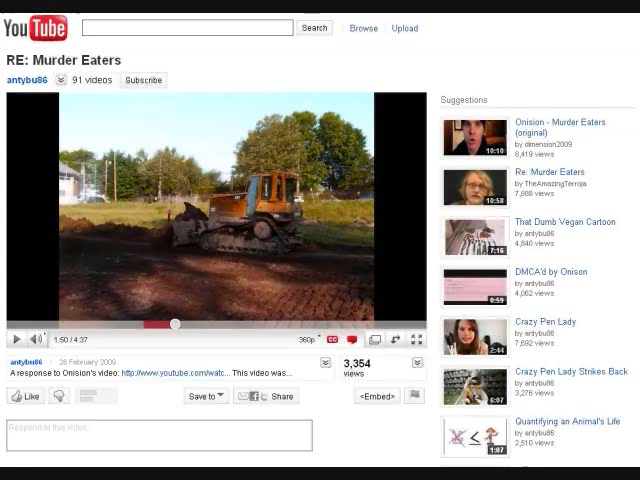 YouTube
Search
Browse
Upload
RE: Murder Eaters
antybu86
91 videos
Subscribe
1:50 / 4:37
360p
CC
antybu86
26 February 2009
A response to Onision's video: http://www.youtube.com/watc... This video was...
3,354
views
Like
Save to
Share
<Embed>
Respond to this video...
Suggestions
10:10
Onision - Murder Eaters
(original)
by dimension2009
8,419 views
10:58
Re: Murder Eaters
by TheAmazingTerroja
7,888 views
7:16
That Dumb Vegan Cartoon
by antybu86
4,840 views
0:59
DMCA'd by Onison
by antybu86
4,062 views
2:44
Crazy Pen Lady
by antybu86
7,692 views
6:07
Crazy Pen Lady Strikes Back
by antybu86
3,276 views
1:07
Quantifying an Animal's Life
by antybu86
2,510 views